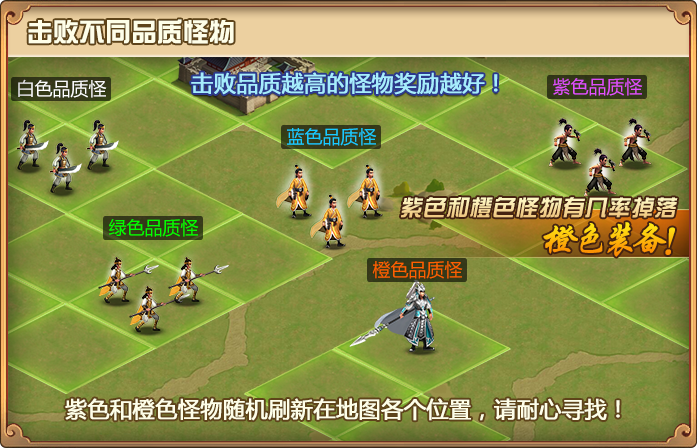 击败不同品质怪物
击败品质越高的怪物奖励越好！
白色品质怪
紫色品质怪
蓝色品质怪
紫色和橙色怪物有几率掉落
橙色装备！
绿色品质怪
橙色品质怪
紫色和橙色怪物随机刷新在地图各个位置，请耐心寻找！